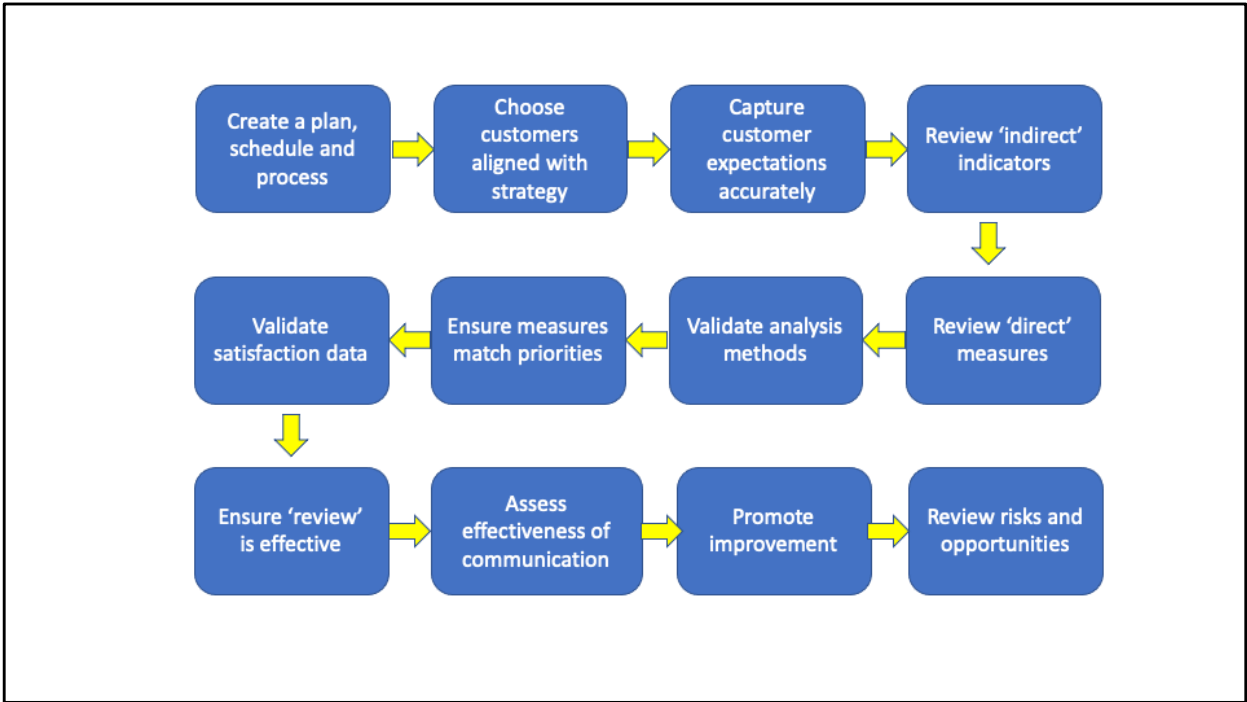 Create a plan,
schedule and
process
Choose
customers
aligned with
strategy
Capture
customer
expectations
accurately
Review ‘indirect’
indicators
Review ‘direct’
measures
Validate analysis
methods
Ensure measures
match priorities
Validate
satisfaction data
Ensure ‘review’
is effective
Assess
effectiveness of
communication
Promote
improvement
Review risks and
opportunities